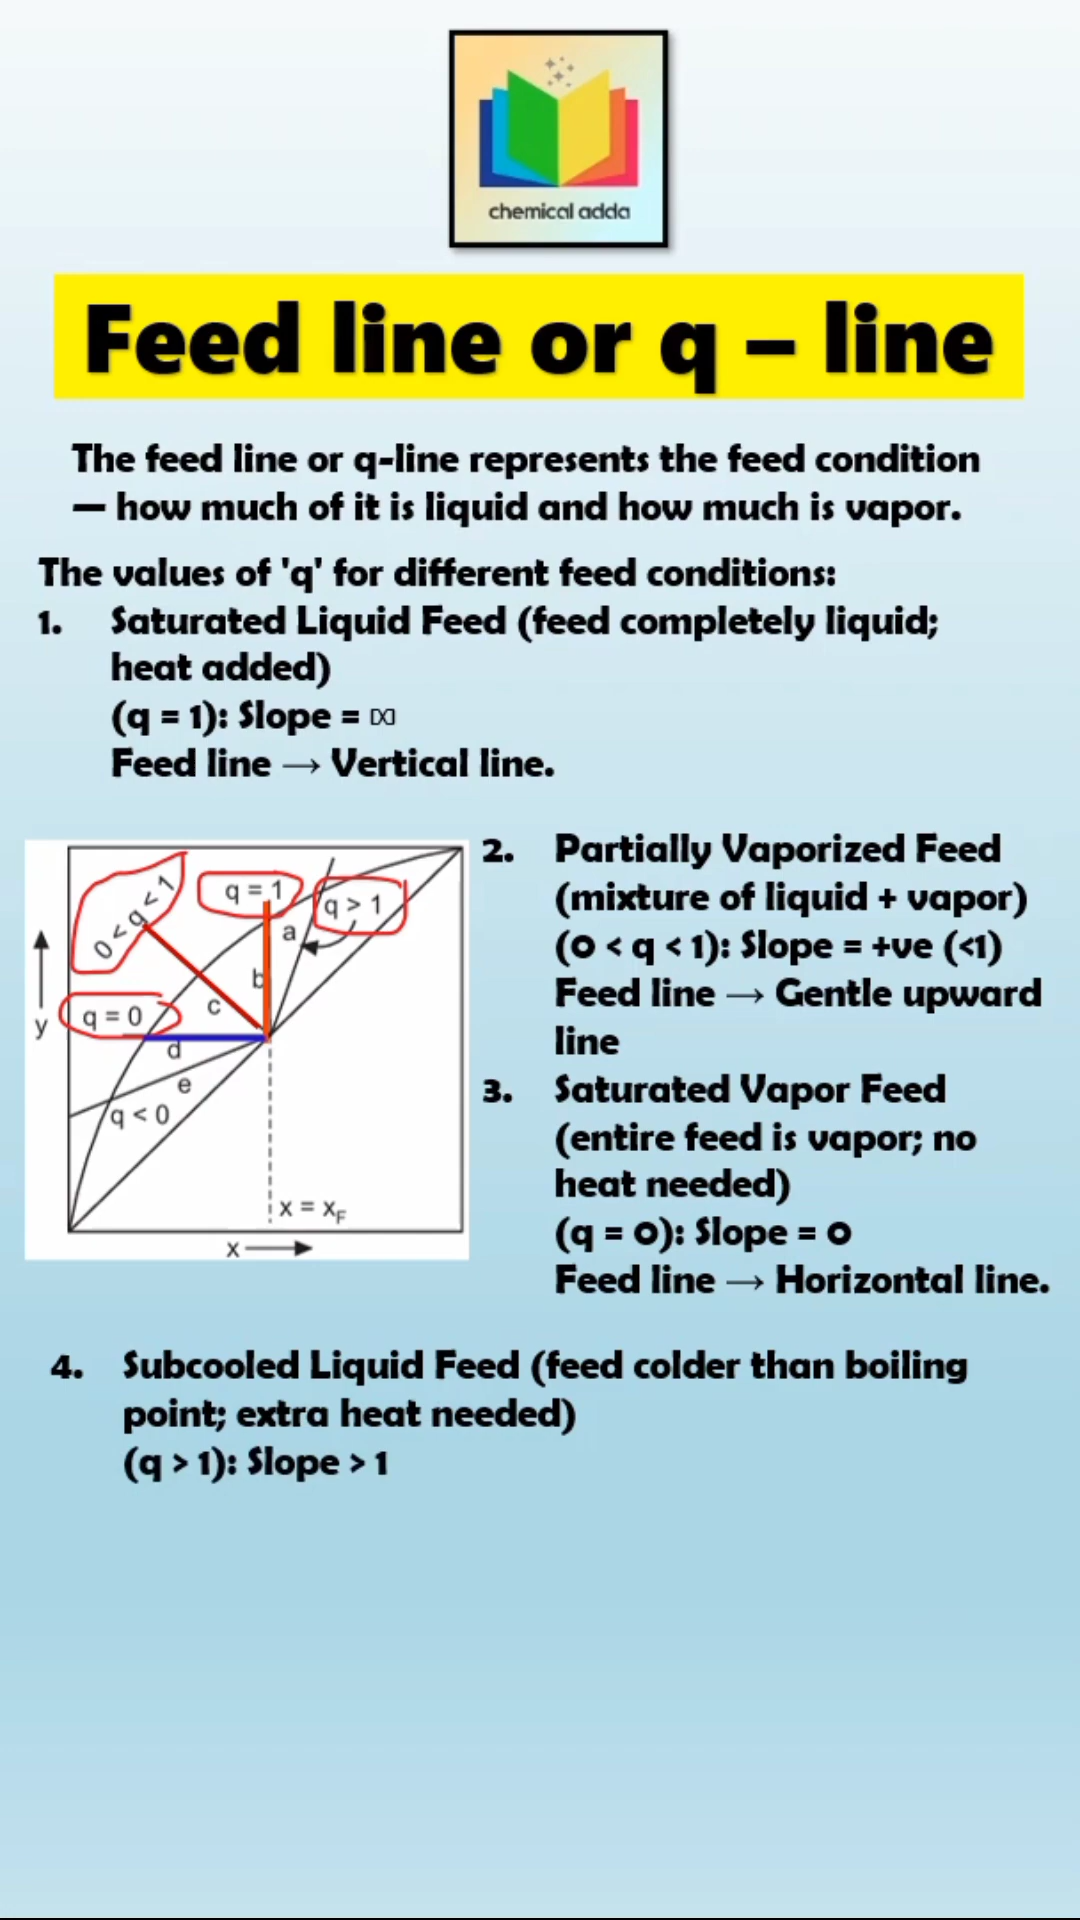 chemical adda
Feed line or q – line
The feed line or q-line represents the feed condition
— how much of it is liquid and how much is vapor.
The values of 'q' for different feed conditions:
1. Saturated Liquid Feed (feed completely liquid;
heat added)
(q = 1): Slope = ∞
Feed line → Vertical line.
0 < q < 1
q = 1
q > 1
a
b
c
q = 0
y
d
e
q < 0
x = xF
x
2. Partially Vaporized Feed
(mixture of liquid + vapor)
(0 < q < 1): Slope = +ve (<1)
Feed line → Gentle upward
line
3. Saturated Vapor Feed
(entire feed is vapor; no
heat needed)
(q = 0): Slope = 0
Feed line → Horizontal line.
4. Subcooled Liquid Feed (feed colder than boiling
point; extra heat needed)
(q > 1): Slope > 1